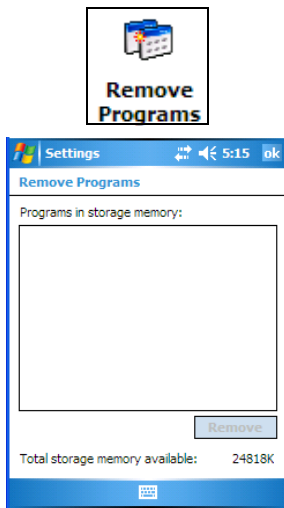 Remove
Programs
Settings 5:15 ok
Remove Programs
Programs in storage memory:
Remove
Total storage memory available: 24818K